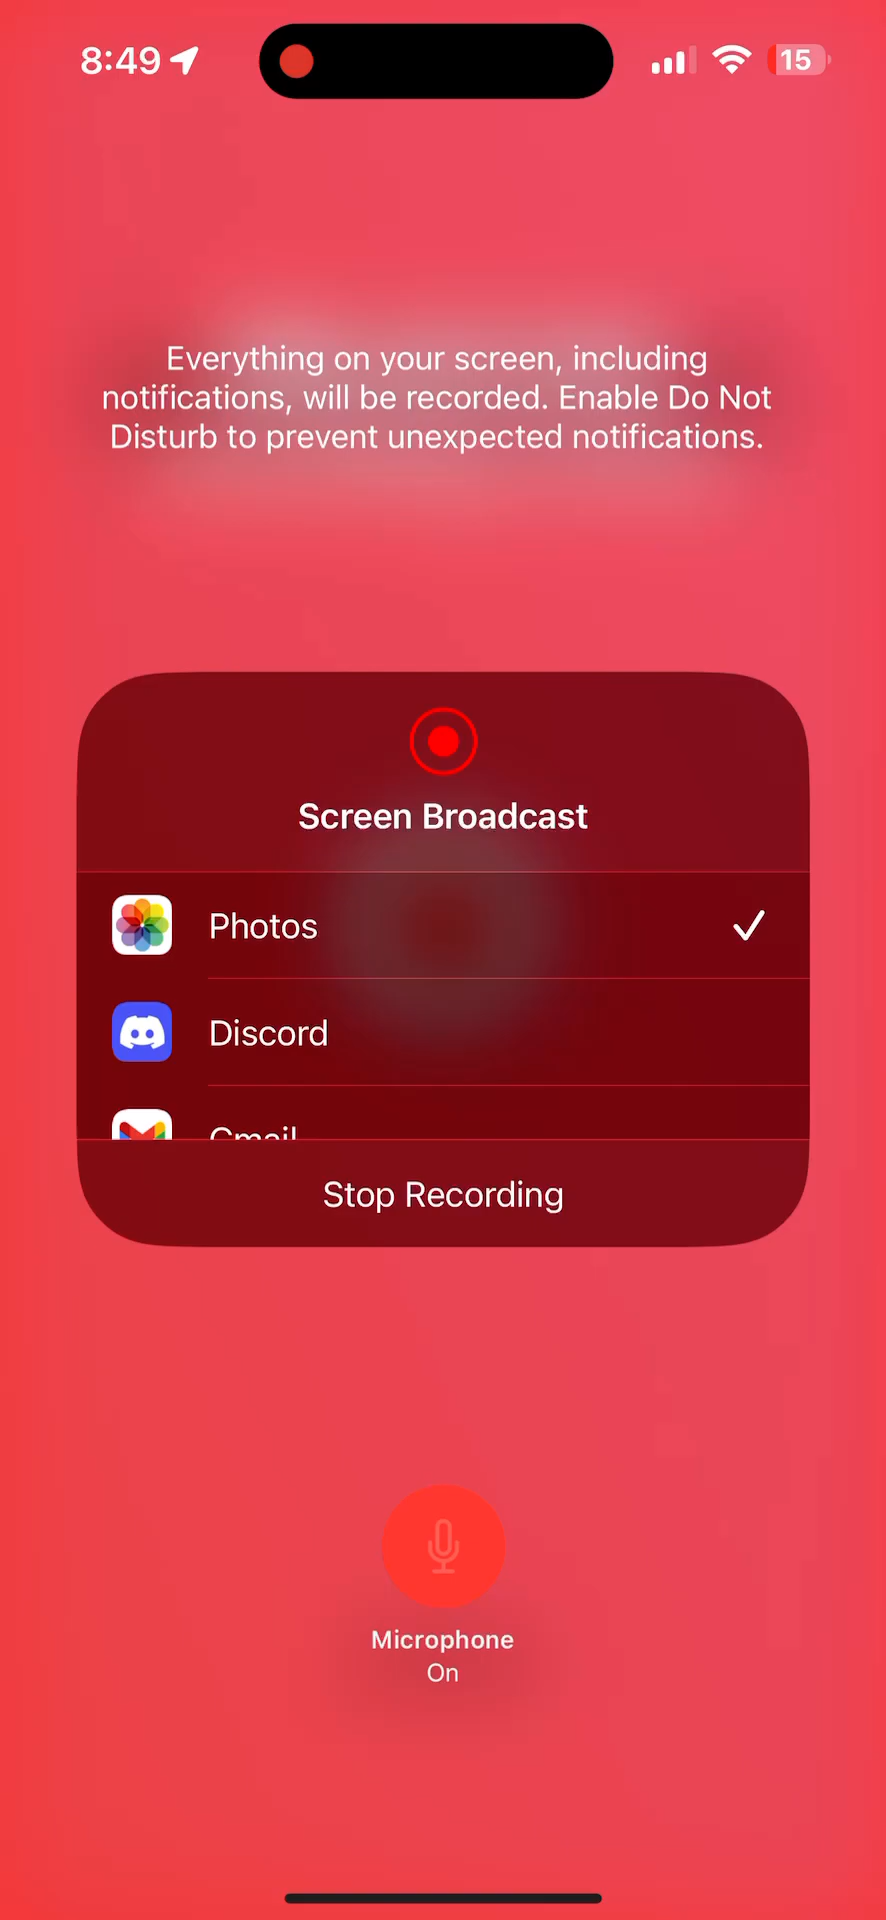 8:49
15
Everything on your screen, including
notifications, will be recorded. Enable Do Not
Disturb to prevent unexpected notifications.
Screen Broadcast
Photos
Discord
Gmail
Stop Recording
Microphone
On